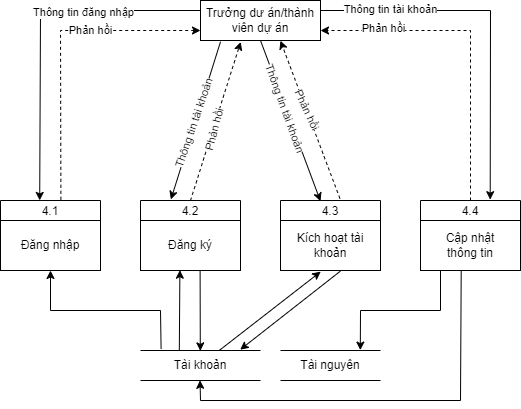 Thông tin đăng nhập
Trưởng dư án/thành
viên dự án
Thông tin tài khoản
Phản hồi
Phản hồi
Thông tin tài khoản
Phản hồi
Thông tin tài khoản
Phản hồi
4.1
4.2
4.3
4.4
Đăng nhập
Đăng ký
Kích hoạt tài
khoản
Cập nhật
thông tin
Tài khoản
Tài nguyên